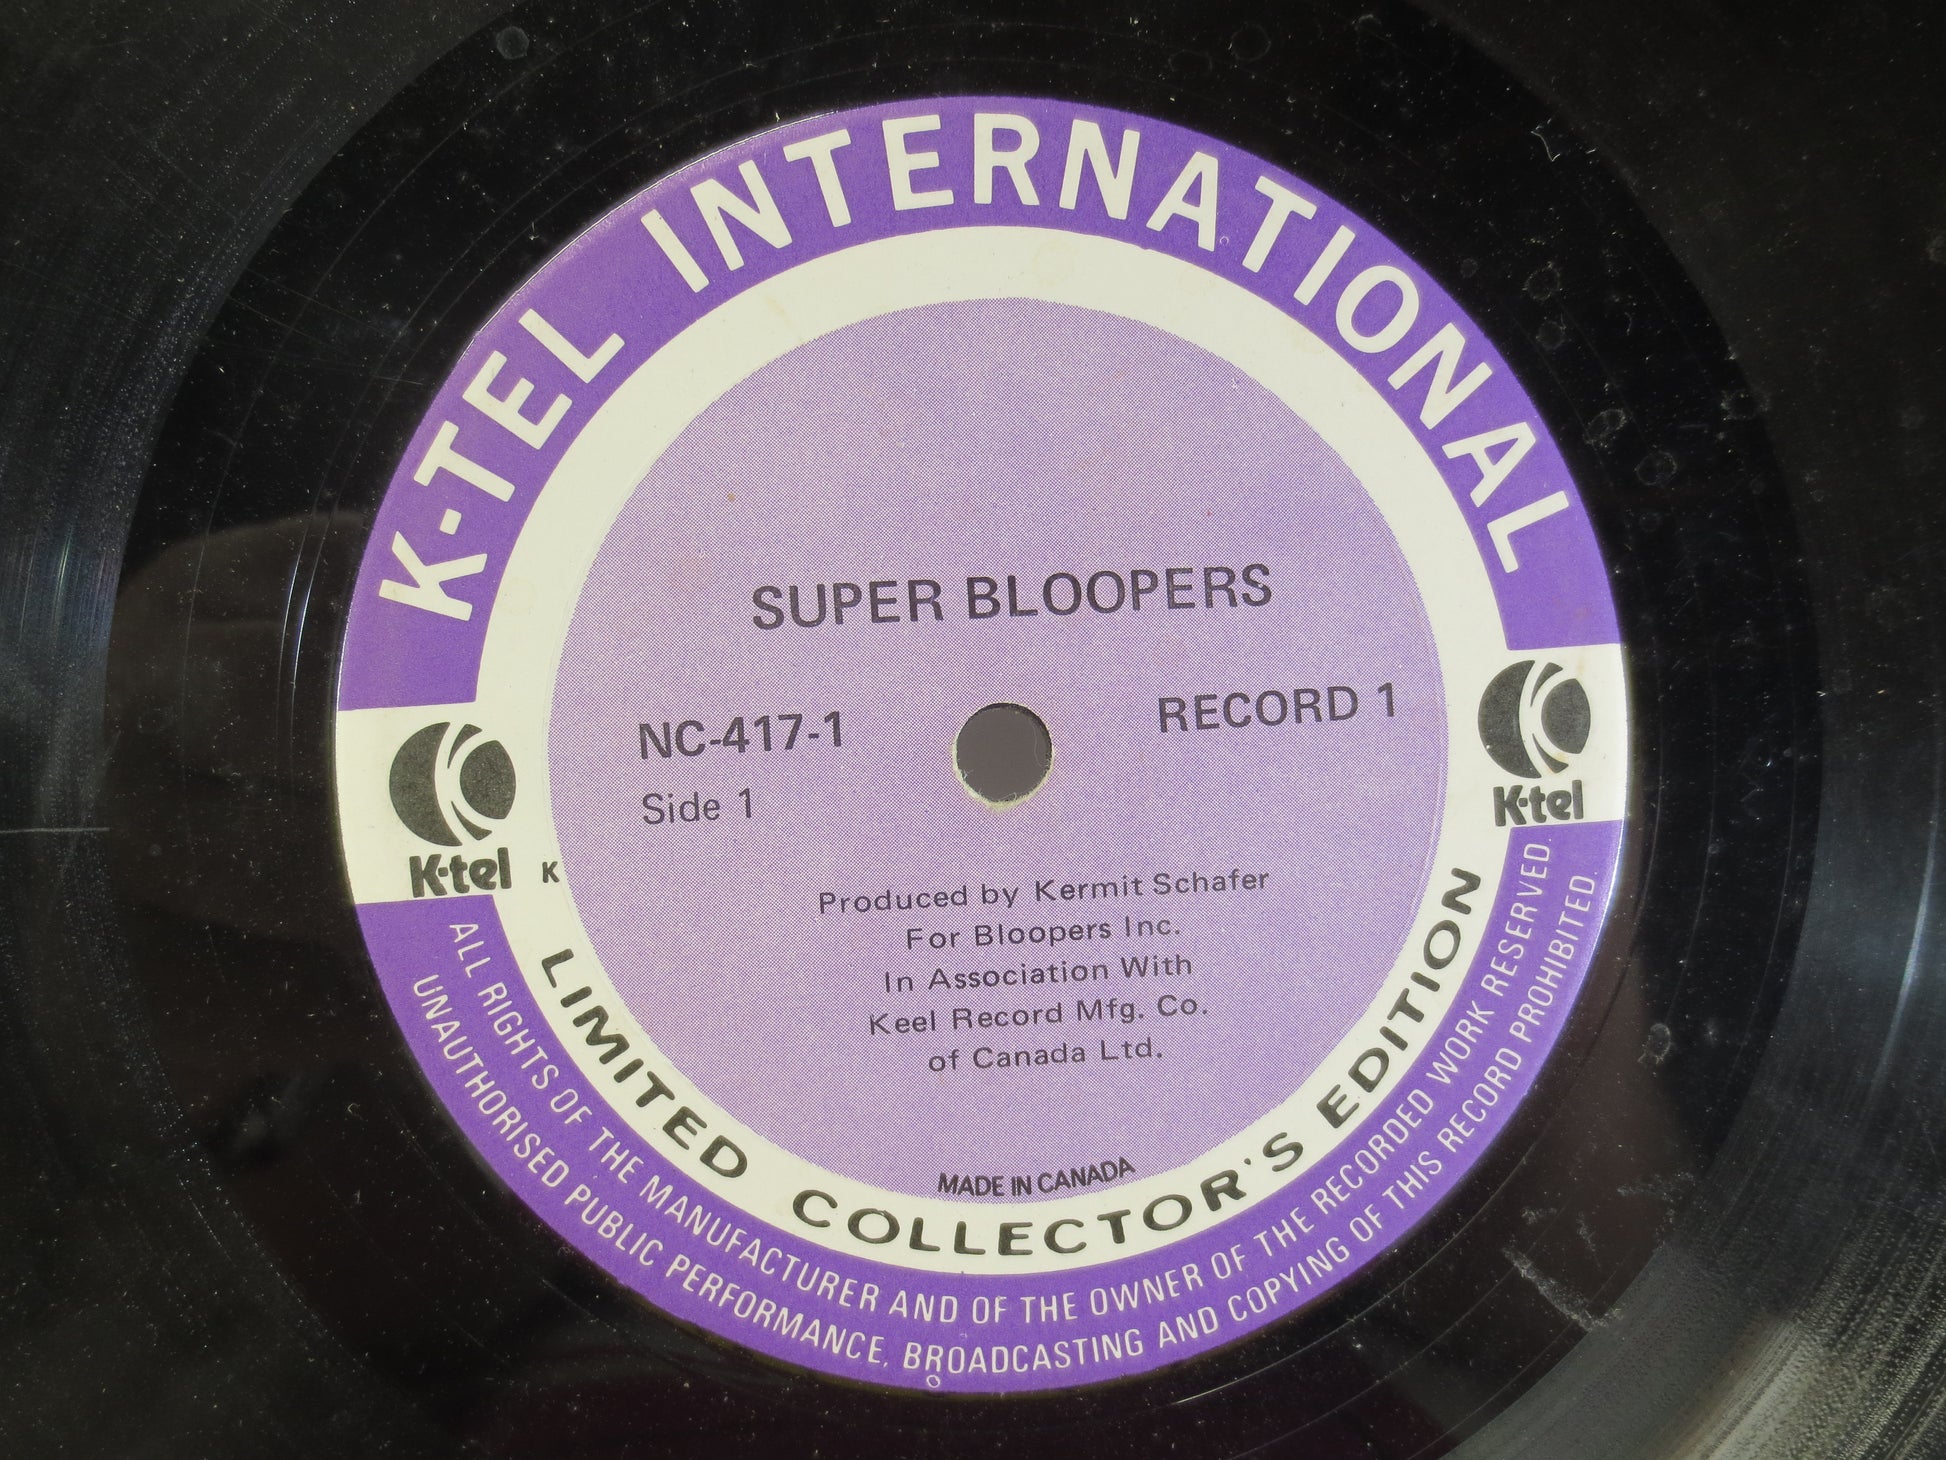 K-TEL INTERNATIONAL
SUPER BLOOPERS
NC-417-1
RECORD 1
Side 1
K-tel
K
K-tel
Produced by Kermit Schafer
For Bloopers Inc.
In Association With
Keel Record Mfg. Co.
of Canada Ltd.
MADE IN CANADA
LIMITED COLLECTOR'S EDITION
ALL RIGHTS OF THE MANUFACTURER AND OF THE OWNER OF THE RECORDED WORK RESERVED.
UNAUTHORISED PUBLIC PERFORMANCE, BROADCASTING AND COPYING OF THIS RECORD PROHIBITED.